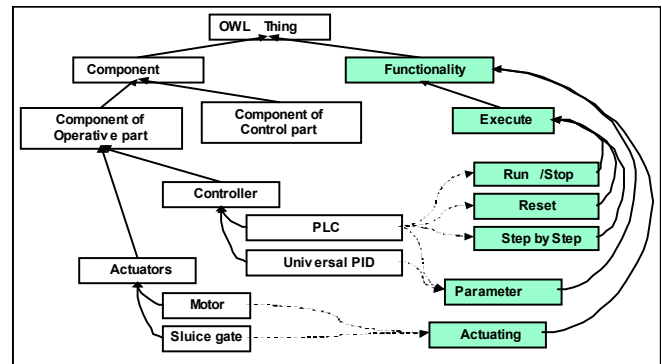 OWL Thing
Component
Functionality
Component of
Operative part
Component of
Control part
Execute
Controller
Run /Stop
PLC
Reset
Step by Step
Universal PID
Actuators
Parameter
Motor
Sluice gate
Actuating